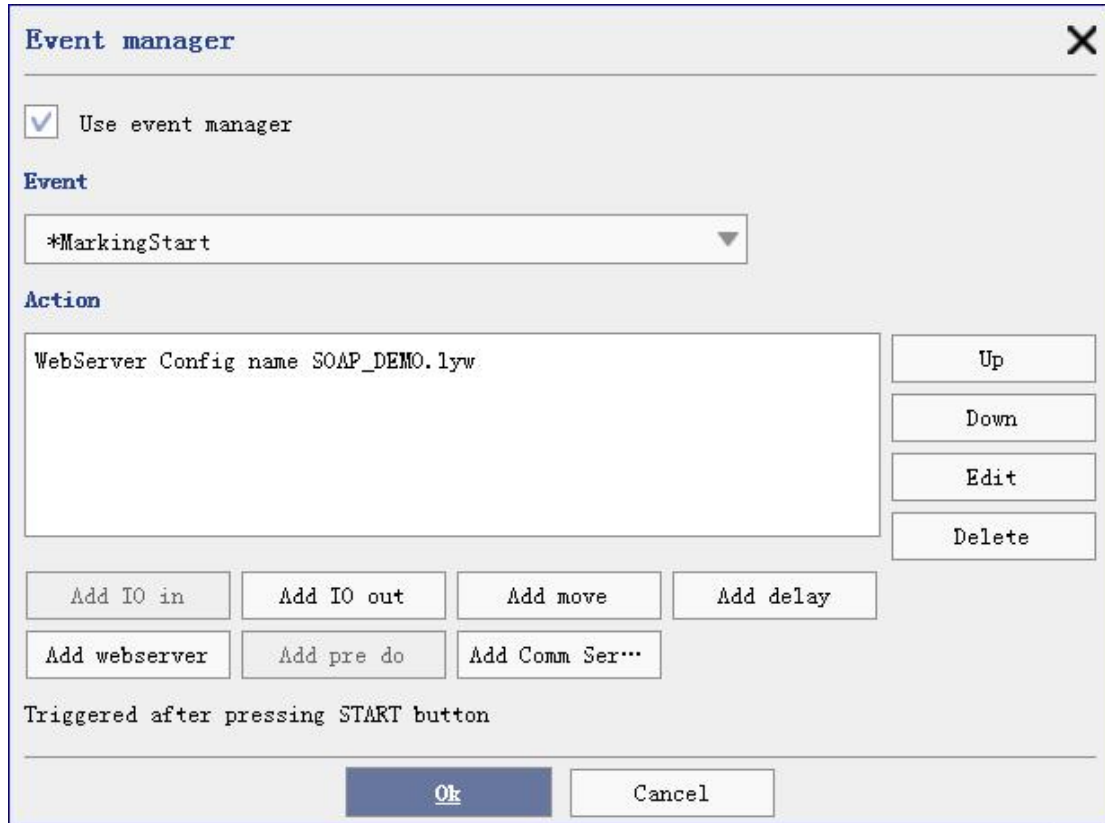 Event manager
Use event manager
Event
*MarkingStart
Action
WebServer Config name SOAP_DEMO.lyw
Up
Down
Edit
Delete
Add IO in
Add IO out
Add move
Add delay
Add webserver
Add pre do
Add Comm Ser…
Triggered after pressing START button
Ok
Cancel